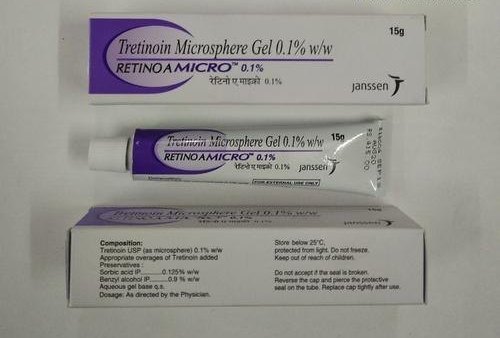 Tretinoin Microsphere Gel 0.1% w/w
15g
RETINO A MICRO™ 0.1%
रेटिनो ए माइक्रो 0.1%
janssen
Tretinoin Microsphere Gel 0.1% w/w
15g
RETINO A MICRO™ 0.1%
रेटिनो ए माइक्रो 0.1%
janssen
FOR EXTERNAL USE ONLY
Tretinoin Microsphere Gel 0.1% w/w
15g
janssen
Composition:
Tretinoin USP (as microsphere) 0.1% w/w
Appropriate overages of Tretinoin added
Preservatives :
Sorbic acid IP..........0.125% w/w
Benzyl alcohol IP.......0.9 % w/w
Aqueous gel base q.s.
Dosage: As directed by the Physician.
Store below 25°C,
protected from light. Do not freeze.
Keep out of reach of children.
Do not accept if the seal is broken.
Reverse the cap and pierce the protective
seal on the tube. Replace cap tightly after use.